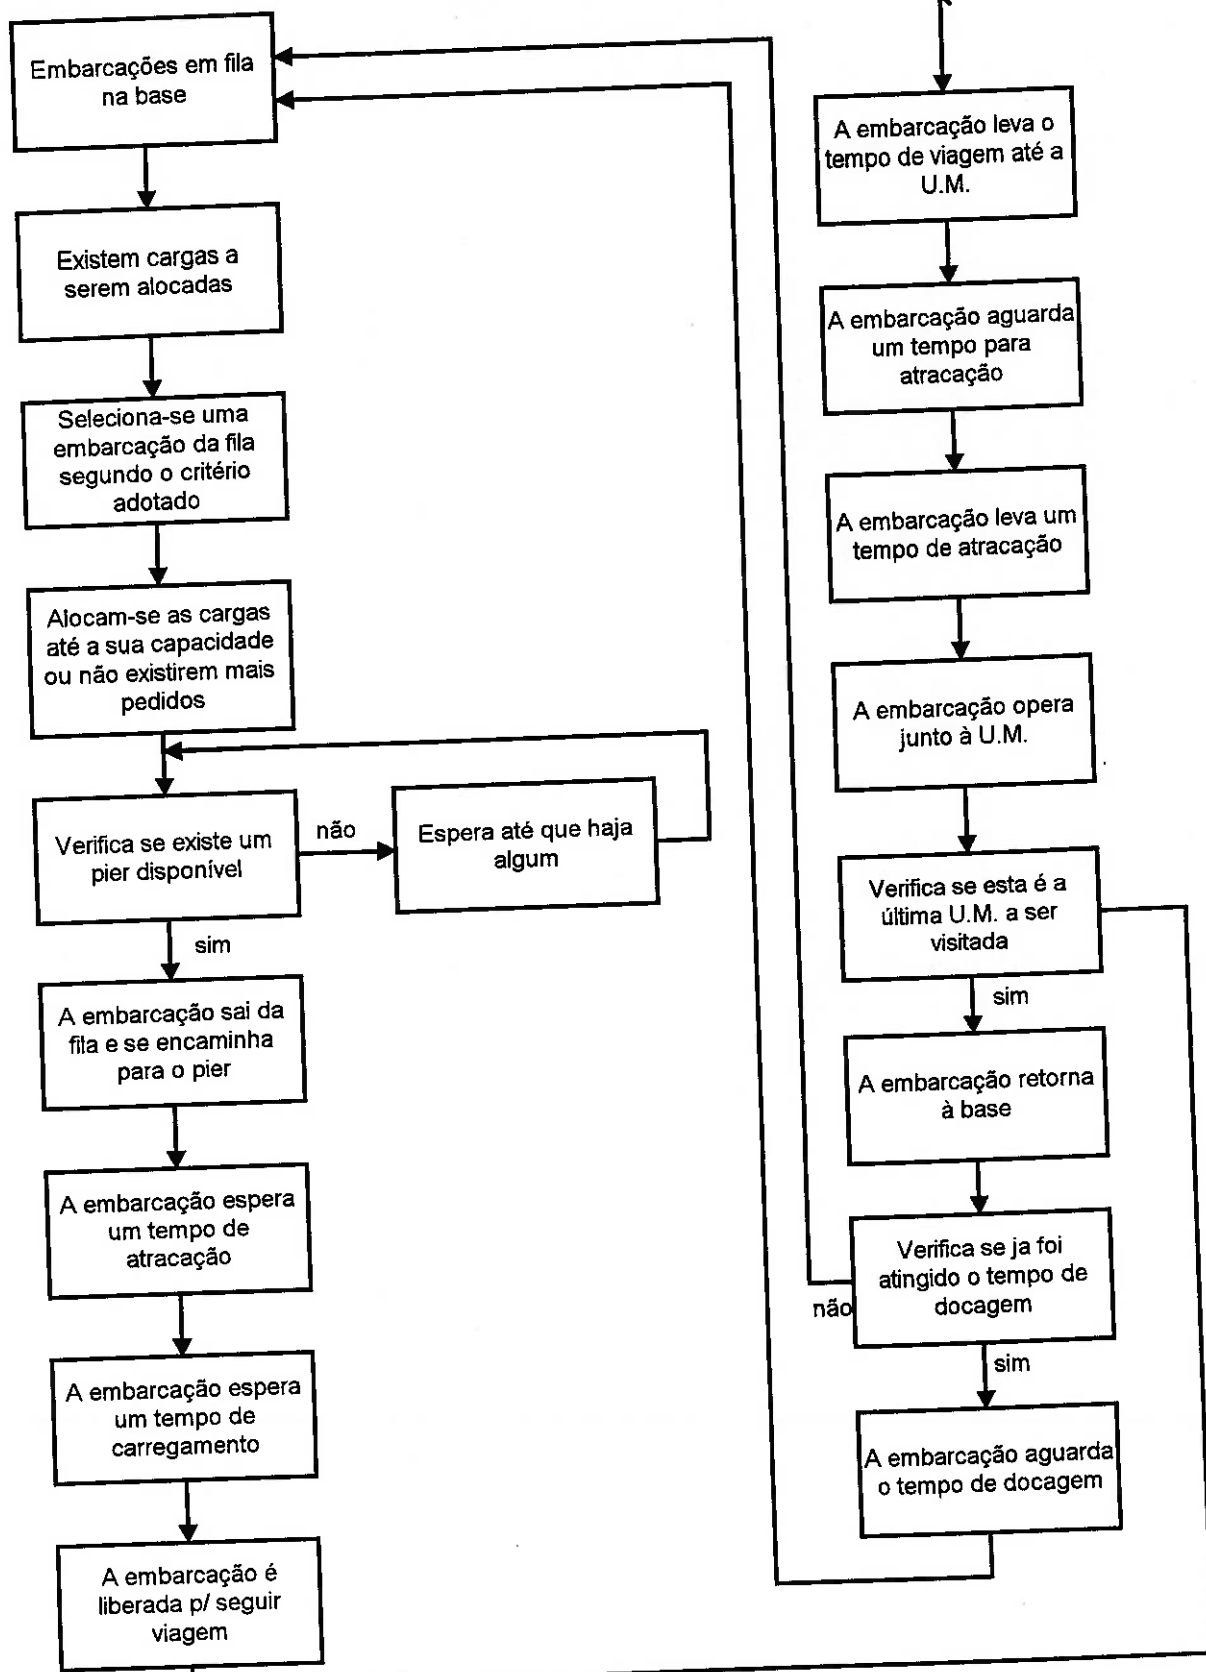 Embarcações em fila
na base
Existem cargas a
serem alocadas
Seleciona-se uma
embarcação da fila
segundo o critério
adotado
Alocam-se as cargas
até a sua capacidade
ou não existirem mais
pedidos
Verifica se existe um
pier disponível
não
Espera até que haja
algum
sim
A embarcação sai da
fila e se encaminha
para o pier
A embarcação espera
um tempo de
atracação
A embarcação espera
um tempo de
carregamento
A embarcação é
liberada p/ seguir
viagem
A embarcação leva o
tempo de viagem até a
U.M.
A embarcação aguarda
um tempo para
atracação
A embarcação leva um
tempo de atracação
A embarcação opera
junto à U.M.
Verifica se esta é a
última U.M. a ser
visitada
sim
A embarcação retorna
à base
Verifica se ja foi
atingido o tempo de
docagem
não
sim
A embarcação aguarda
o tempo de docagem